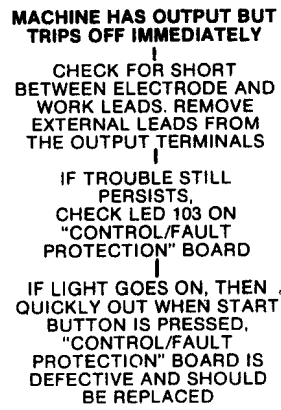 MACHINE HAS OUTPUT BUT
TRIPS OFF IMMEDIATELY
CHECK FOR SHORT
BETWEEN ELECTRODE AND
WORK LEADS. REMOVE
EXTERNAL LEADS FROM
THE OUTPUT TERMINALS
IF TROUBLE STILL
PERSISTS,
CHECK LED 103 ON
“CONTROL/FAULT
PROTECTION” BOARD
IF LIGHT GOES ON, THEN
QUICKLY OUT WHEN START
BUTTON IS PRESSED,
“CONTROL/FAULT
PROTECTION” BOARD IS
DEFECTIVE AND SHOULD
BE REPLACED